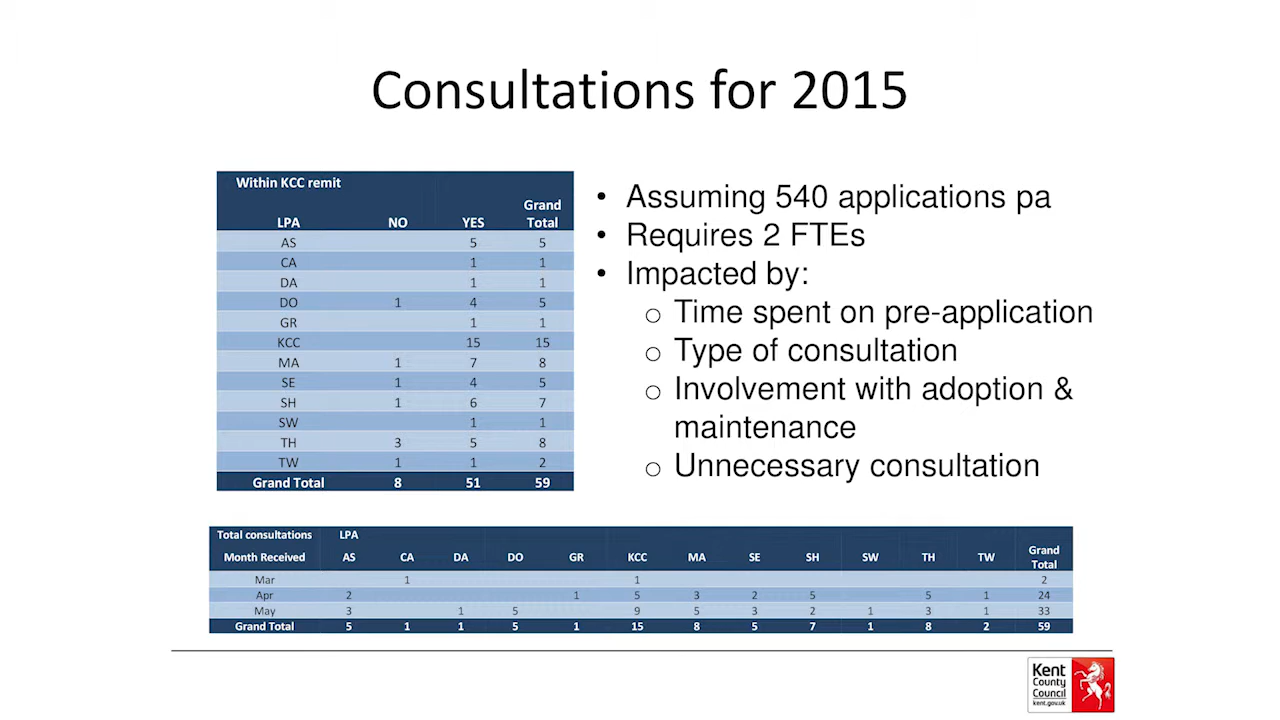 Consultations for 2015
Within KCC remit
LPA NO YES Grand Total
AS 5 5
CA 1 1
DA 1 1
DO 1 4 5
GR 1 1
KCC 15 15
MA 1 7 8
SE 1 4 5
SH 1 6 7
SW 1 1
TH 3 5 8
TW 1 1 2
Grand Total 8 51 59
• Assuming 540 applications pa
• Requires 2 FTEs
• Impacted by:
o Time spent on pre-application
o Type of consultation
o Involvement with adoption &
maintenance
o Unnecessary consultation
Total consultations LPA
Month Received AS CA DA DO GR KCC MA SE SH SW TH TW Grand Total
Mar 1 1 2
Apr 2 1 5 3 2 5 5 1 24
May 3 1 5 9 5 3 2 1 3 1 33
Grand Total 5 1 1 5 1 15 8 5 7 1 8 2 59
Kent
County
Council
kent.gov.uk